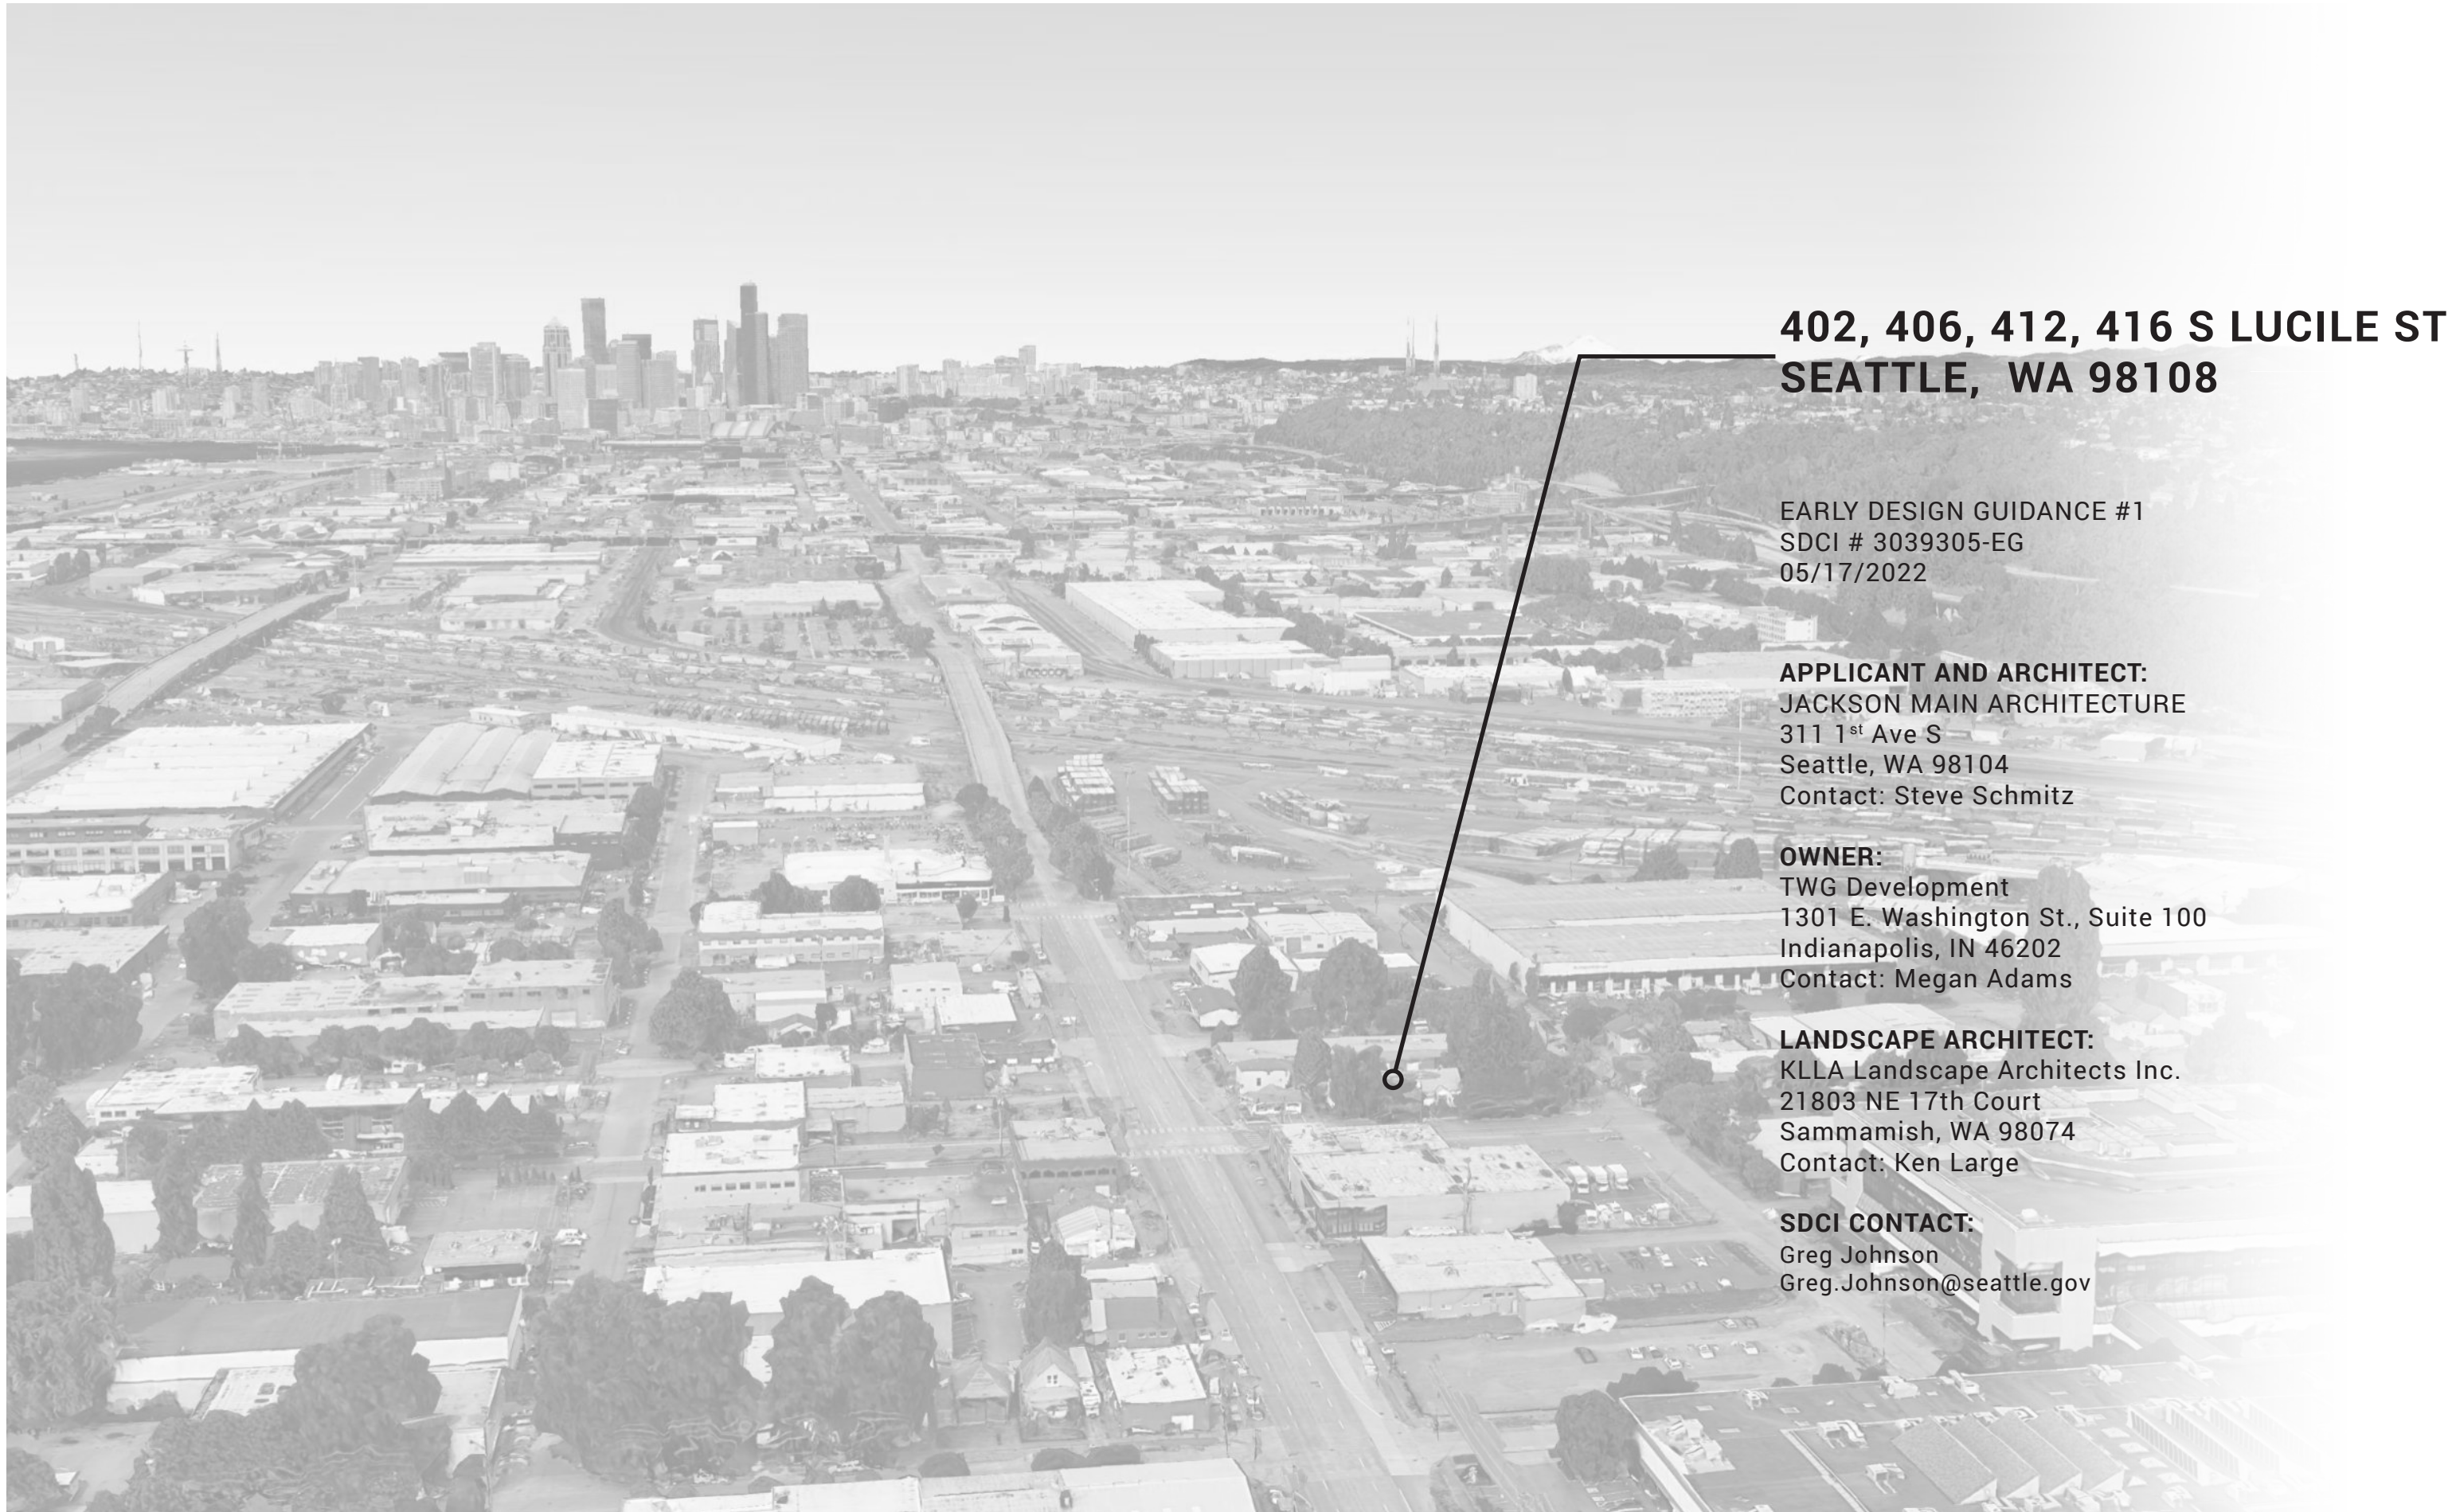 402, 406, 412, 416 S LUCILE ST
SEATTLE, WA 98108
EARLY DESIGN GUIDANCE #1
SDCI # 3039305-EG
05/17/2022
APPLICANT AND ARCHITECT:
JACKSON MAIN ARCHITECTURE
311 1st Ave S
Seattle, WA 98104
Contact: Steve Schmitz
OWNER:
TWG Development
1301 E. Washington St., Suite 100
Indianapolis, IN 46202
Contact: Megan Adams
LANDSCAPE ARCHITECT:
KLLA Landscape Architects Inc.
21803 NE 17th Court
Sammamish, WA 98074
Contact: Ken Large
SDCI CONTACT:
Greg Johnson
Greg.Johnson@seattle.gov